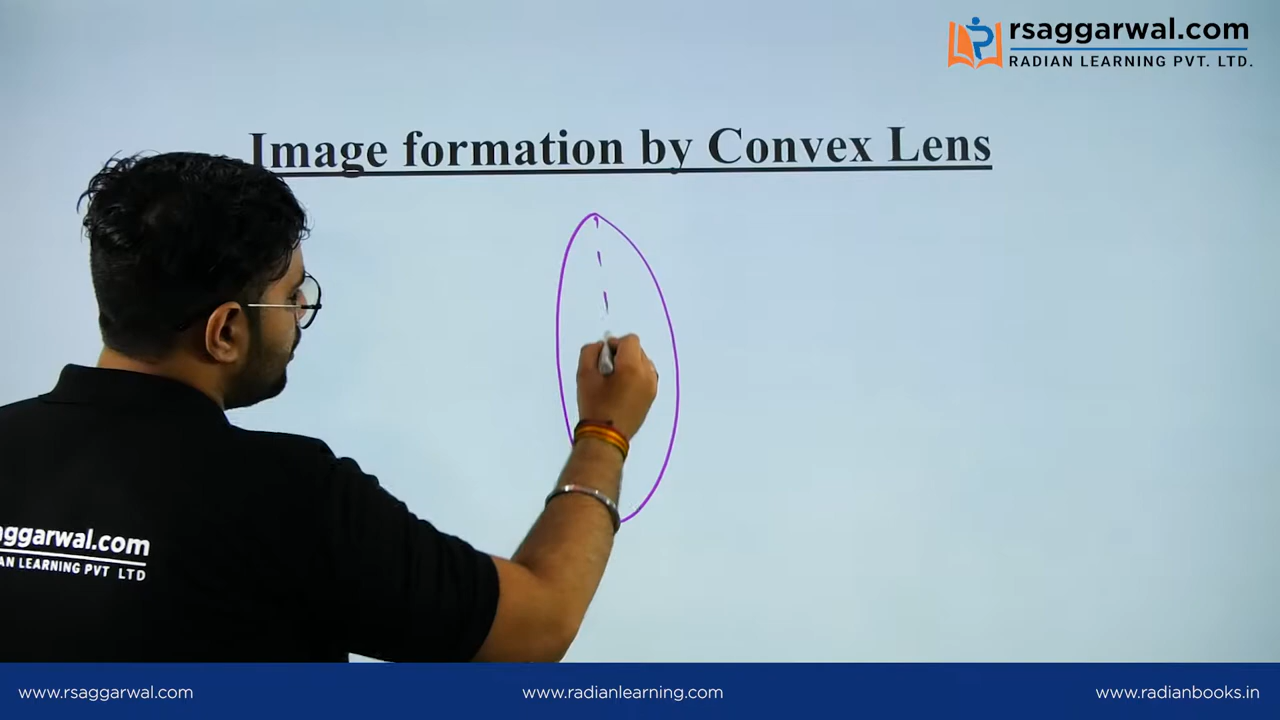 rsaggarwal.com
RADIAN LEARNING PVT. LTD.
Image formation by Convex Lens
aggarwal.com
AN LEARNING PVT LTD
www.rsaggarwal.com
www.radianlearning.com
www.radianbooks.in